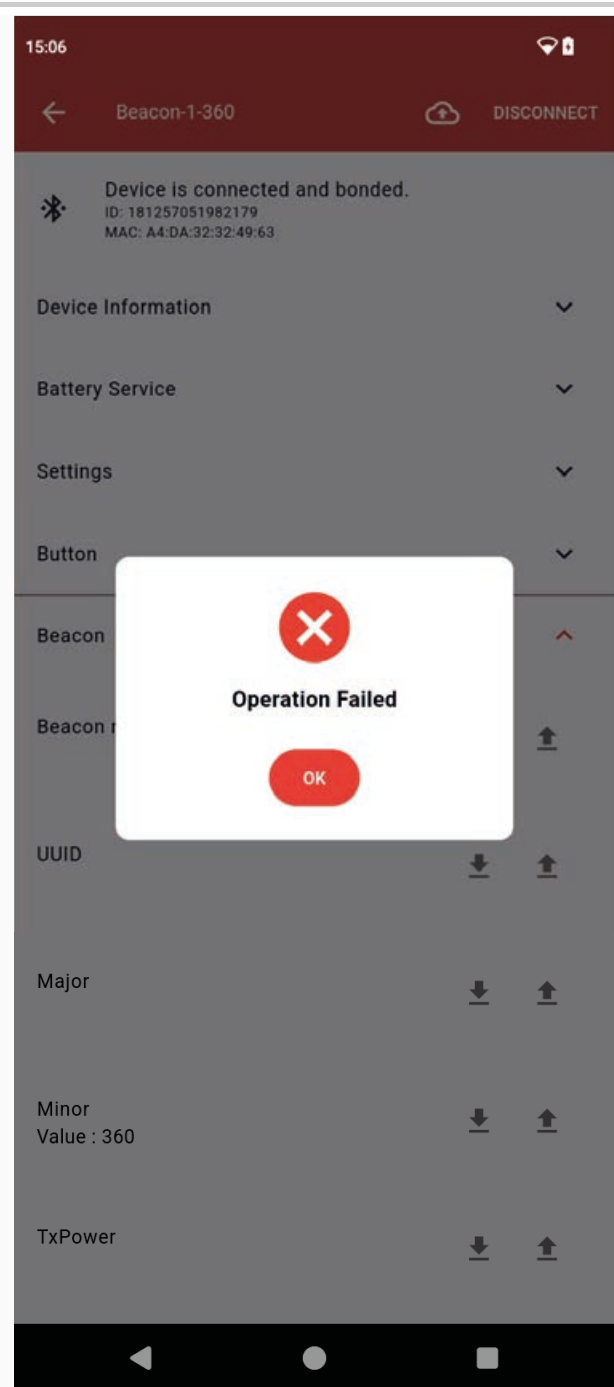 15:06
Beacon-1-360
DISCONNECT
Device is connected and bonded.
ID: 181257051982179
MAC: A4:DA:32:32:49:63
Device Information
Battery Service
Settings
Button
Beacon
Operation Failed
Beacon
OK
UUID
Major
Minor
Value : 360
TxPower